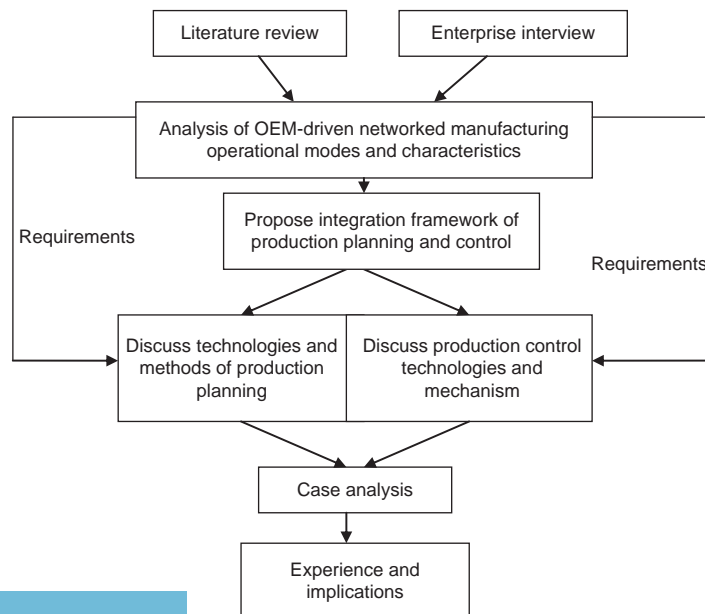 Literature review
Enterprise interview
Analysis of OEM-driven networked manufacturing
operational modes and characteristics
Propose integration framework of
production planning and control
Requirements
Requirements
Discuss technologies and
methods of production
planning
Discuss production control
technologies and
mechanism
Case analysis
Experience and
implications